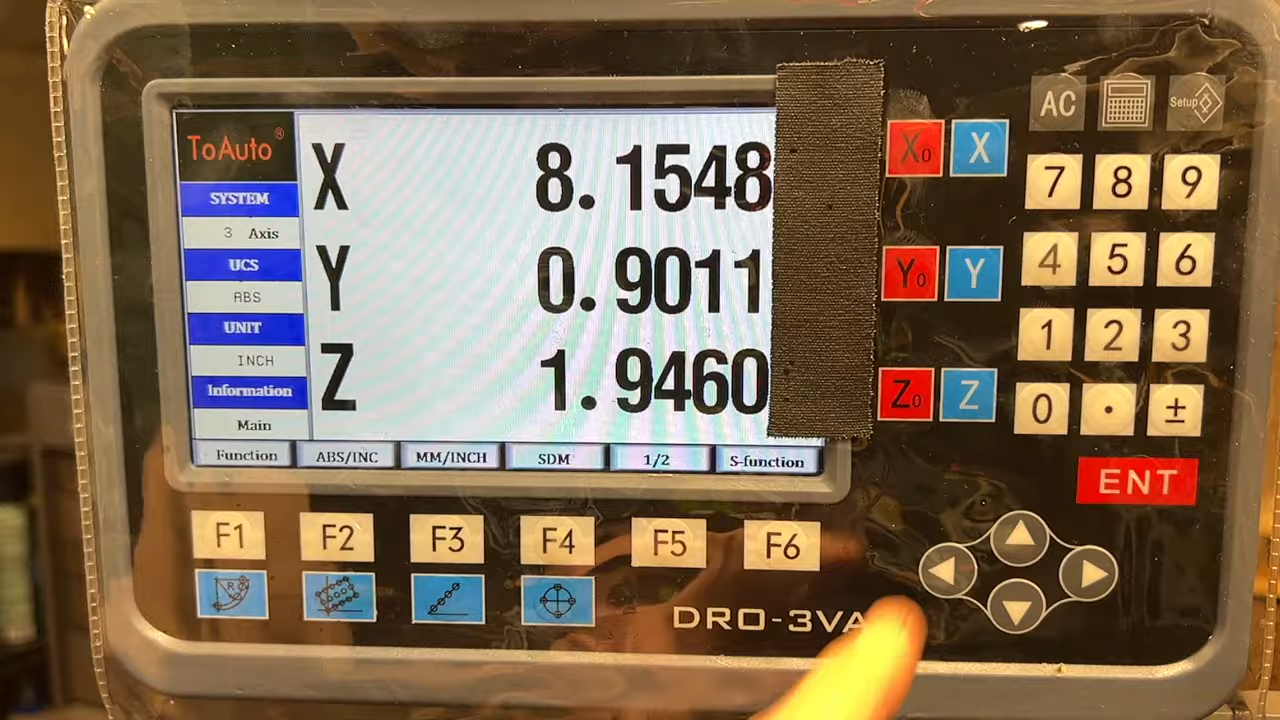 ToAuto®
SYSTEM
3 Axis
UCS
ABS
UNIT
INCH
Information
Main
X 8.1548
Y 0.9011
Z 1.9460
Function ABS/INC MM/INCH SDM 1/2 S-function
F1 F2 F3 F4 F5 F6
R
DRO-3VA
X0 X
Y0 Y
Z0 Z
AC Setup
7 8 9
4 5 6
1 2 3
0 . ±
ENT